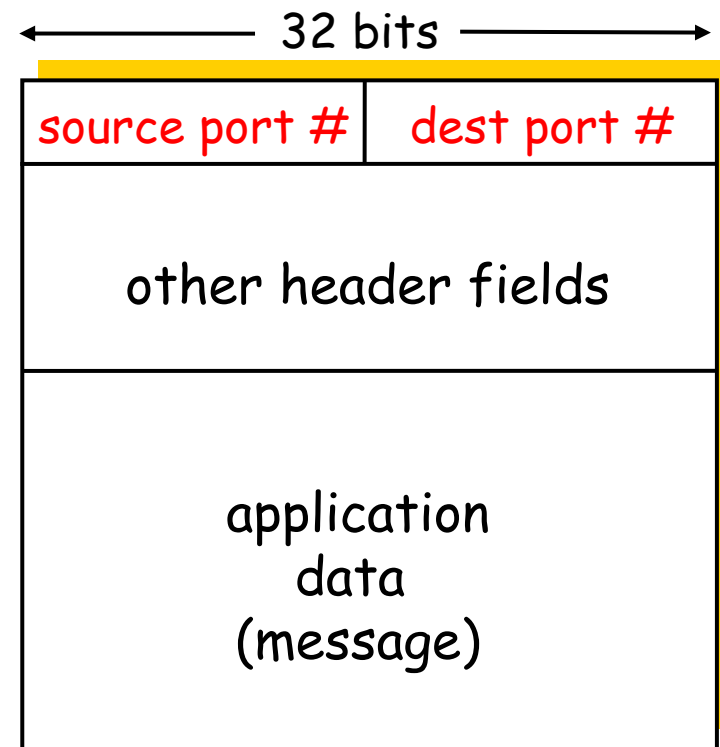 32 bits
source port #
dest port #
other header fields
application
data
(message)